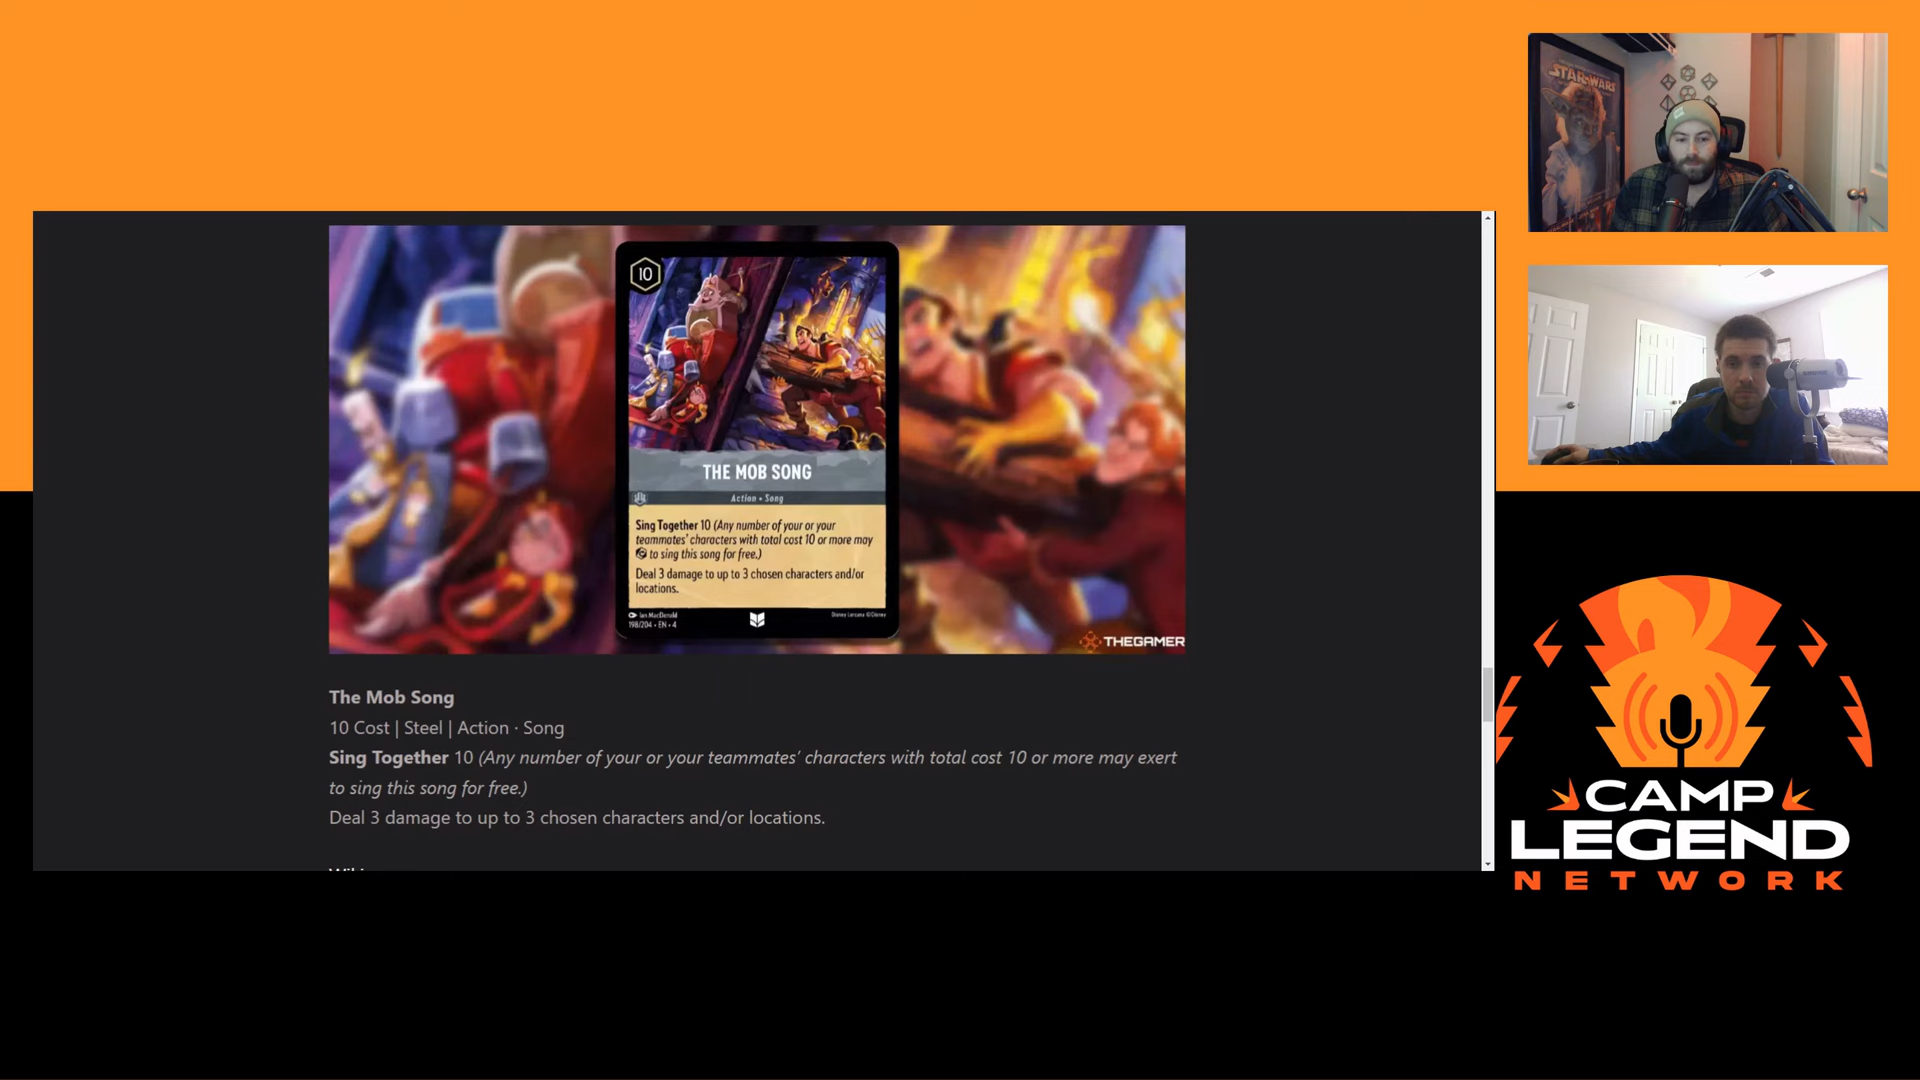 STAR WARS
10
THE MOB SONG
Action • Song
Sing Together 10 (Any number of your or your
teammates' characters with total cost 10 or more may
to sing this song for free.)
Deal 3 damage to up to 3 chosen characters and/or
locations.
Ian MacDonald
198/204 • EN • 4
Disney Lorcana ©Disney
THEGAMER
The Mob Song
10 Cost | Steel | Action · Song
Sing Together 10 (Any number of your or your teammates’ characters with total cost 10 or more may exert
to sing this song for free.)
Deal 3 damage to up to 3 chosen characters and/or locations.
CAMP
LEGEND
NETWORK